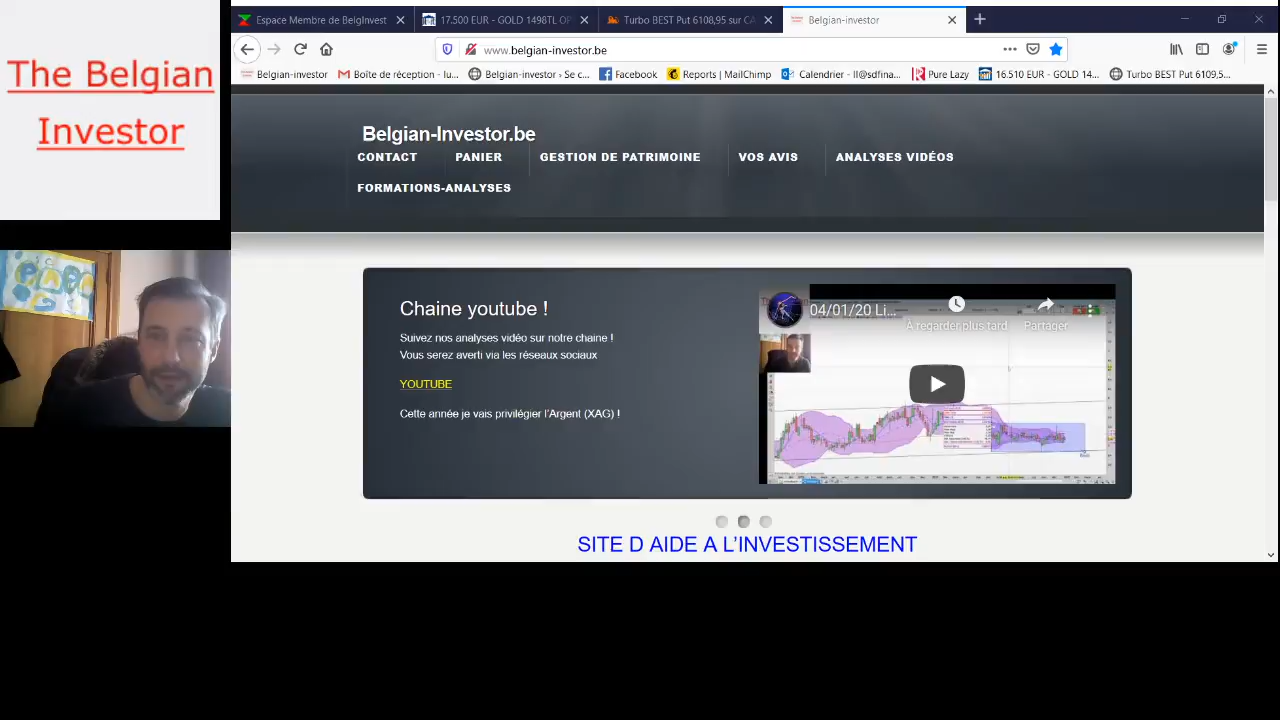 The Belgian
Investor
Espace Membre de BelgInvest
17.500 EUR - GOLD 1498TL OP
Turbo BEST Put 6108,95 sur CA
Belgian-investor
www.belgian-investor.be
Belgian-investor
Boîte de réception - lu...
Belgian-investor › Se c...
Facebook
Reports | MailChimp
Calendrier - ll@sdfina...
Pure Lazy
16.510 EUR - GOLD 14...
Turbo BEST Put 6109,5...
Belgian-Investor.be
CONTACT
PANIER
GESTION DE PATRIMOINE
VOS AVIS
ANALYSES VIDÉOS
FORMATIONS-ANALYSES
Chaine youtube !
Suivez nos analyses vidéo sur notre chaine !
Vous serez averti via les réseaux sociaux
YOUTUBE
Cette année je vais privilégier l'Argent (XAG) !
04/01/20 Li...
À regarder plus tard
Partager
SITE D AIDE A L'INVESTISSEMENT